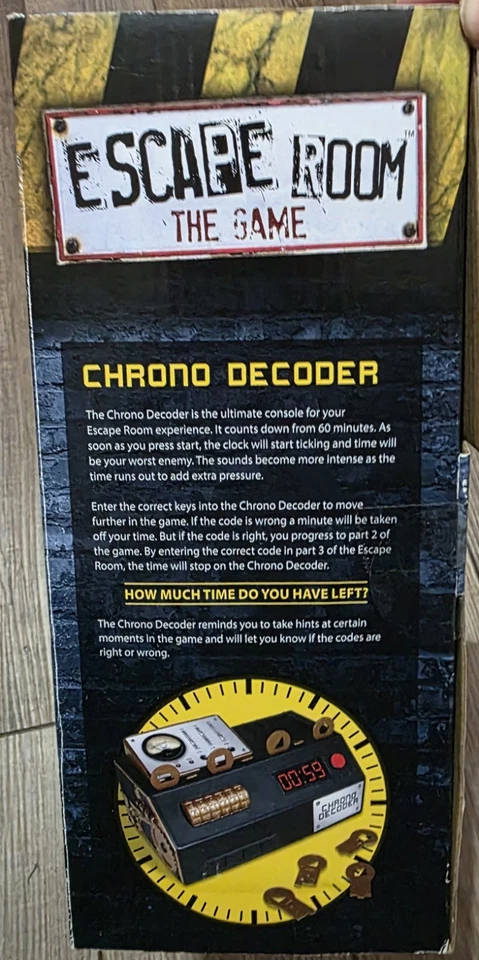 ESCAPE ROOM™
THE GAME
CHRONO DECODER
The Chrono Decoder is the ultimate console for your
Escape Room experience. It counts down from 60 minutes. As
soon as you press start, the clock will start ticking and time will
be your worst enemy. The sounds become more intense as the
time runs out to add extra pressure.
Enter the correct keys into the Chrono Decoder to move
further in the game. If the code is wrong a minute will be taken
off your time. But if the code is right, you progress to part 2 of
the game. By entering the correct code in part 3 of the Escape
Room, the time will stop on the Chrono Decoder.
HOW MUCH TIME DO YOU HAVE LEFT?
The Chrono Decoder reminds you to take hints at certain
moments in the game and will let you know if the codes are
right or wrong.
00:59
CHRONO
DECODER